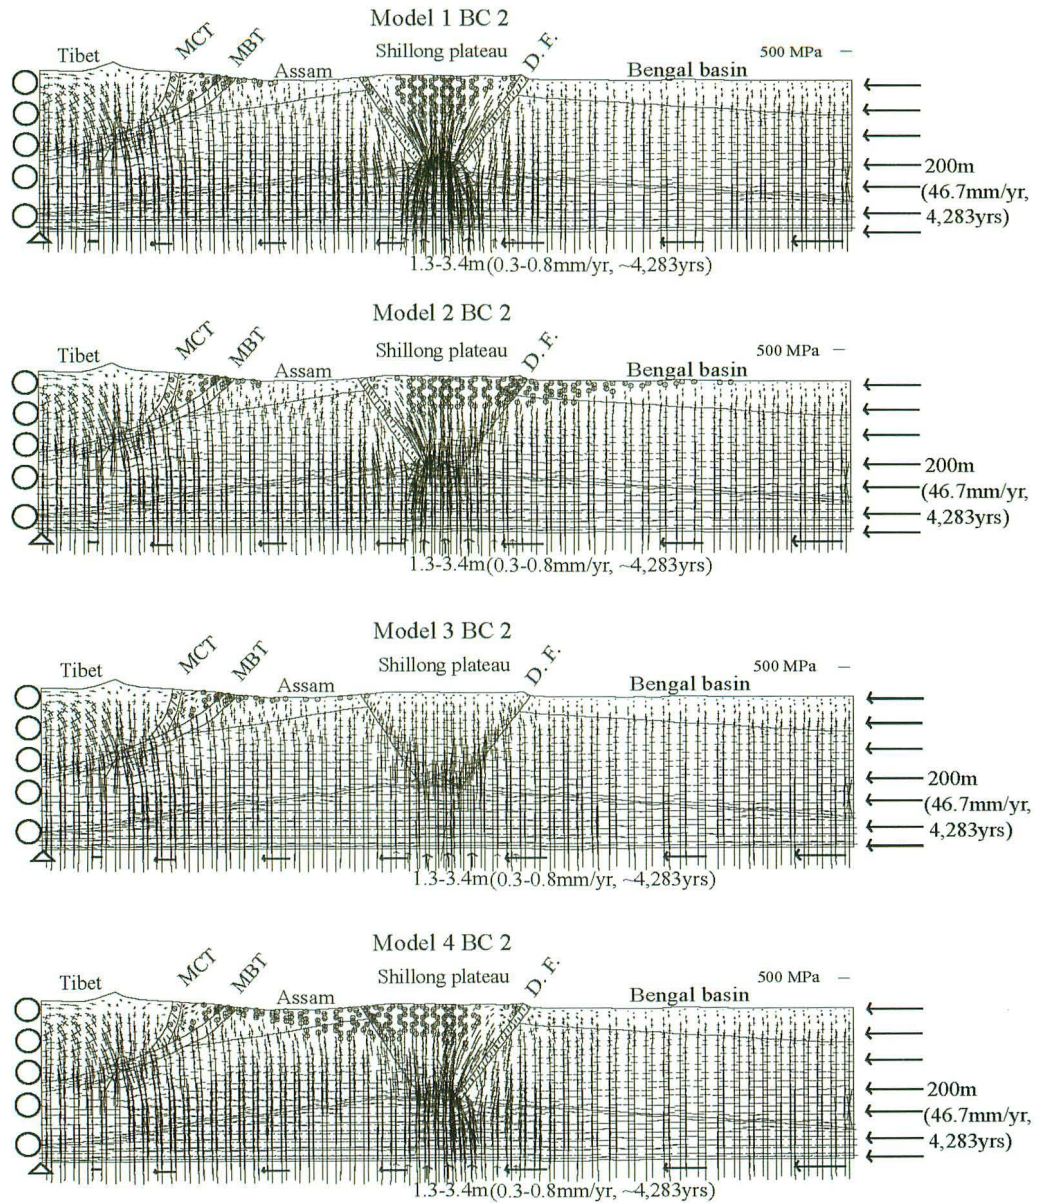 Model 1 BC 2
Tibet MCT MBT Assam Shillong plateau D. F. Bengal basin 500 MPa
200m
(46.7mm/yr,
4,283yrs)
1.3-3.4m(0.3-0.8mm/yr, ~4,283yrs)
Model 2 BC 2
Tibet MCT MBT Assam Shillong plateau D. F. Bengal basin 500 MPa
200m
(46.7mm/yr,
4,283yrs)
1.3-3.4m(0.3-0.8mm/yr, ~4,283yrs)
Model 3 BC 2
Tibet MCT MBT Assam Shillong plateau D. F. Bengal basin 500 MPa
200m
(46.7mm/yr,
4,283yrs)
1.3-3.4m(0.3-0.8mm/yr, ~4,283yrs)
Model 4 BC 2
Tibet MCT MBT Assam Shillong plateau D. F. Bengal basin 500 MPa
200m
(46.7mm/yr,
4,283yrs)
1.3-3.4m(0.3-0.8mm/yr, ~4,283yrs)